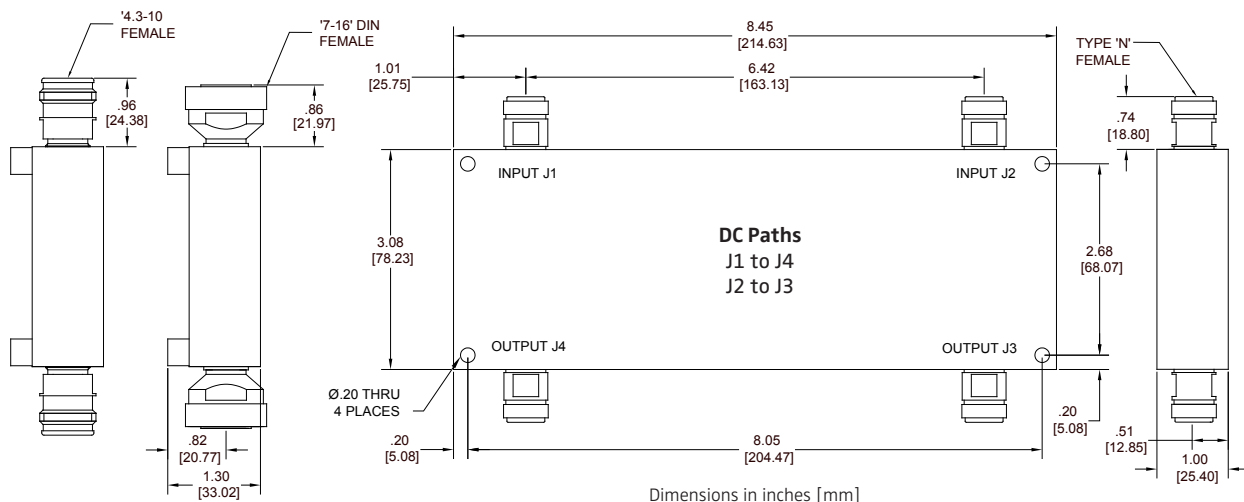 '4.3-10
FEMALE
.96
[24.38]
'7-16' DIN
FEMALE
.86
[21.97]
.82
[20.77]
1.30
[33.02]
8.45
[214.63]
1.01
[25.75]
6.42
[163.13]
INPUT J1
INPUT J2
3.08
[78.23]
DC Paths
J1 to J4
J2 to J3
2.68
[68.07]
OUTPUT J4
OUTPUT J3
Ø.20 THRU
4 PLACES
.20
[5.08]
8.05
[204.47]
.20
[5.08]
TYPE 'N'
FEMALE
.74
[18.80]
.51
[12.85]
1.00
[25.40]
Dimensions in inches [mm]